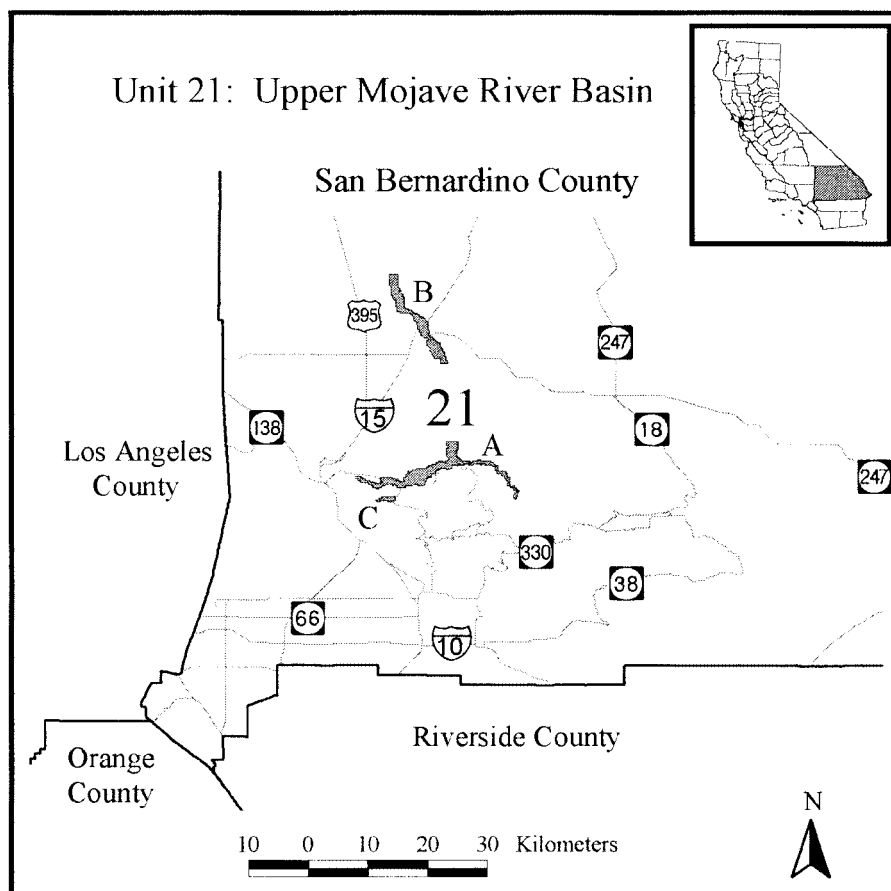 Unit 21: Upper Mojave River Basin
San Bernardino County
B
395
247
21
15
138
A
18
Los Angeles
County
247
C
330
38
66
10
Riverside County
Orange
County
N
10 0 10 20 30 Kilometers